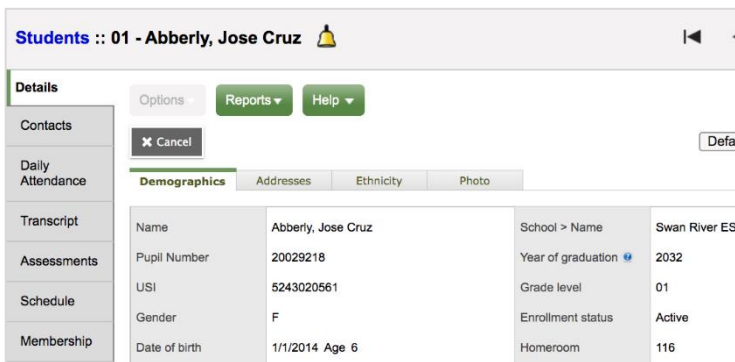 Students :: 01 - Abberly, Jose Cruz
Details
Options Reports Help
Contacts
Cancel
Defa
Daily
Attendance
Demographics Addresses Ethnicity Photo
Transcript
Name Abberly, Jose Cruz School > Name Swan River ES
Assessments
Pupil Number 20029218 Year of graduation 2032
USI 5243020561 Grade level 01
Schedule
Gender F Enrollment status Active
Membership
Date of birth 1/1/2014 Age 6 Homeroom 116